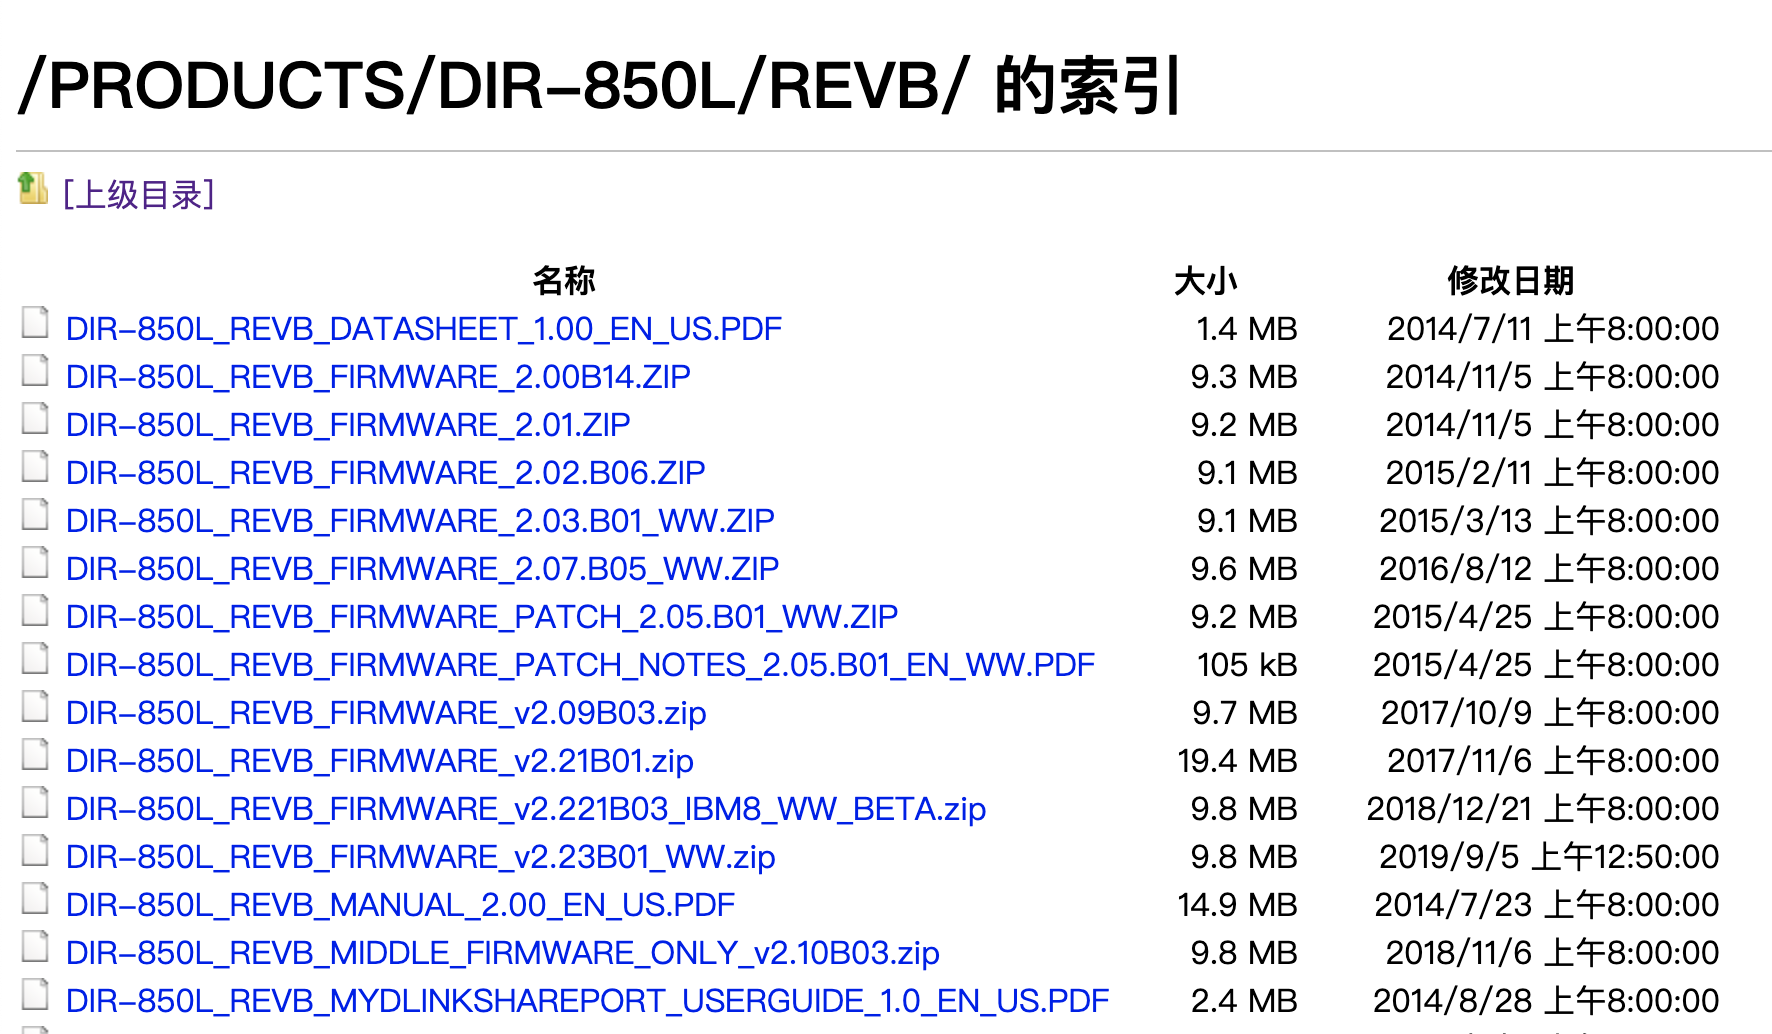 /PRODUCTS/DIR-850L/REVB/ 的索引
[上级目录]
名称 大小 修改日期
DIR-850L_REVB_DATASHEET_1.00_EN_US.PDF 1.4 MB 2014/7/11 上午8:00:00
DIR-850L_REVB_FIRMWARE_2.00B14.ZIP 9.3 MB 2014/11/5 上午8:00:00
DIR-850L_REVB_FIRMWARE_2.01.ZIP 9.2 MB 2014/11/5 上午8:00:00
DIR-850L_REVB_FIRMWARE_2.02.B06.ZIP 9.1 MB 2015/2/11 上午8:00:00
DIR-850L_REVB_FIRMWARE_2.03.B01_WW.ZIP 9.1 MB 2015/3/13 上午8:00:00
DIR-850L_REVB_FIRMWARE_2.07.B05_WW.ZIP 9.6 MB 2016/8/12 上午8:00:00
DIR-850L_REVB_FIRMWARE_PATCH_2.05.B01_WW.ZIP 9.2 MB 2015/4/25 上午8:00:00
DIR-850L_REVB_FIRMWARE_PATCH_NOTES_2.05.B01_EN_WW.PDF 105 kB 2015/4/25 上午8:00:00
DIR-850L_REVB_FIRMWARE_v2.09B03.zip 9.7 MB 2017/10/9 上午8:00:00
DIR-850L_REVB_FIRMWARE_v2.21B01.zip 19.4 MB 2017/11/6 上午8:00:00
DIR-850L_REVB_FIRMWARE_v2.221B03_IBM8_WW_BETA.zip 9.8 MB 2018/12/21 上午8:00:00
DIR-850L_REVB_FIRMWARE_v2.23B01_WW.zip 9.8 MB 2019/9/5 上午12:50:00
DIR-850L_REVB_MANUAL_2.00_EN_US.PDF 14.9 MB 2014/7/23 上午8:00:00
DIR-850L_REVB_MIDDLE_FIRMWARE_ONLY_v2.10B03.zip 9.8 MB 2018/11/6 上午8:00:00
DIR-850L_REVB_MYDLINKSHAREPORT_USERGUIDE_1.0_EN_US.PDF 2.4 MB 2014/8/28 上午8:00:00